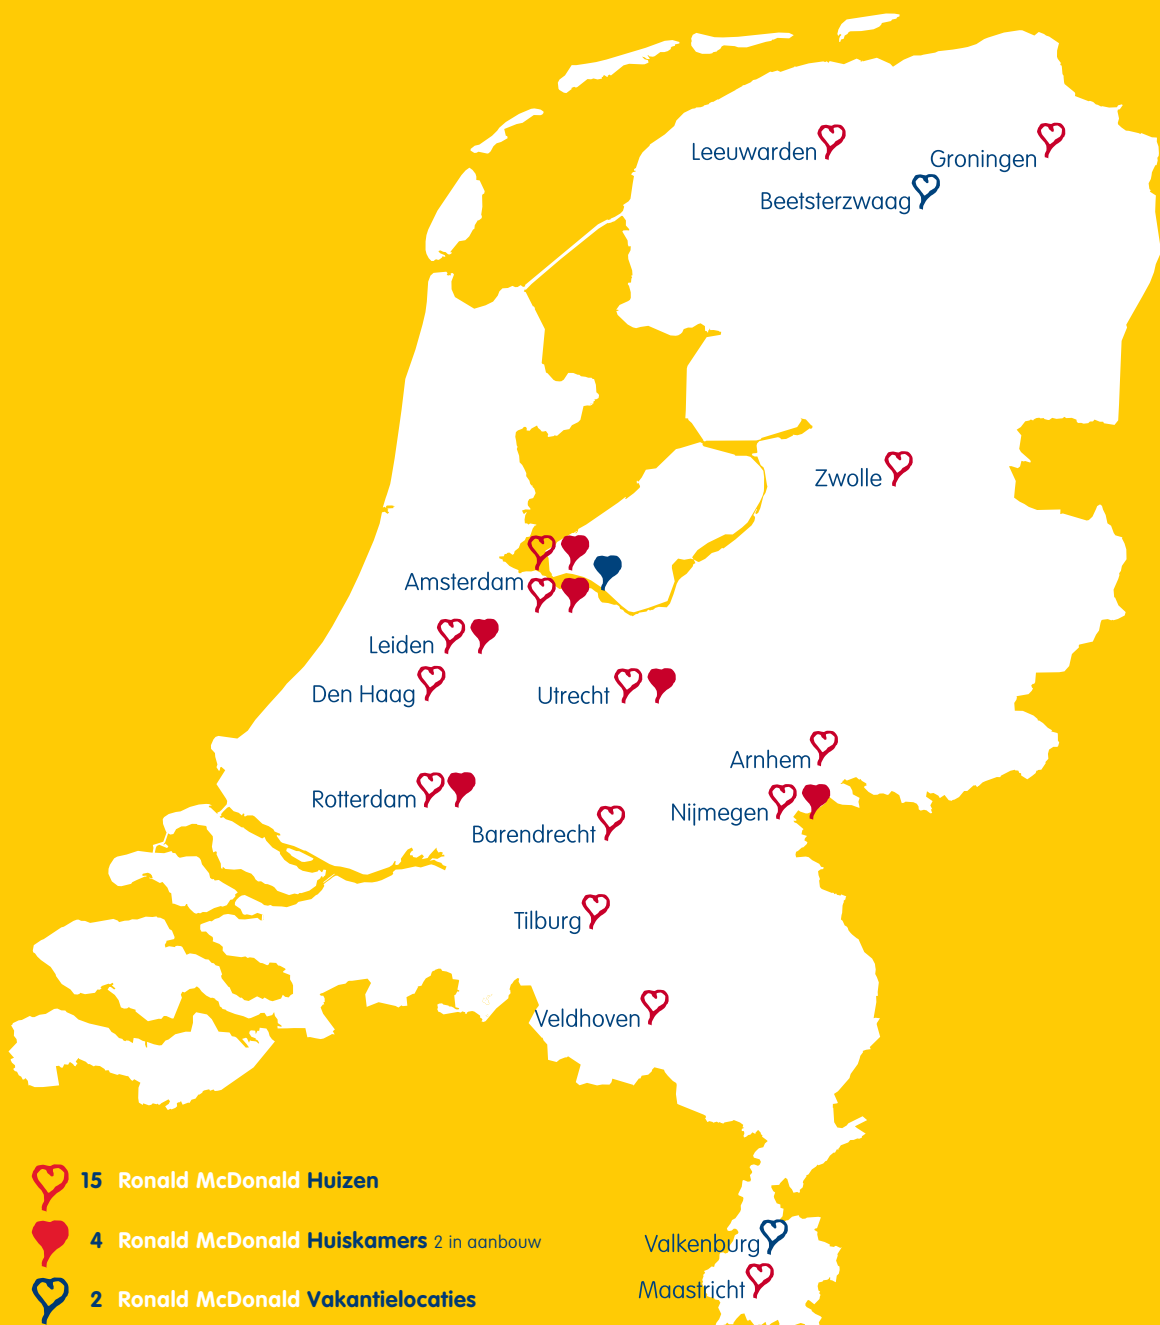 Leeuwarden
Groningen
Beetsterzwaag
Zwolle
Amsterdam
Leiden
Den Haag
Utrecht
Arnhem
Rotterdam
Nijmegen
Barendrecht
Tilburg
Veldhoven
15 Ronald McDonald Huizen
4 Ronald McDonald Huiskamers 2 in aanbouw
2 Ronald McDonald Vakantielocaties
Valkenburg
Maastricht